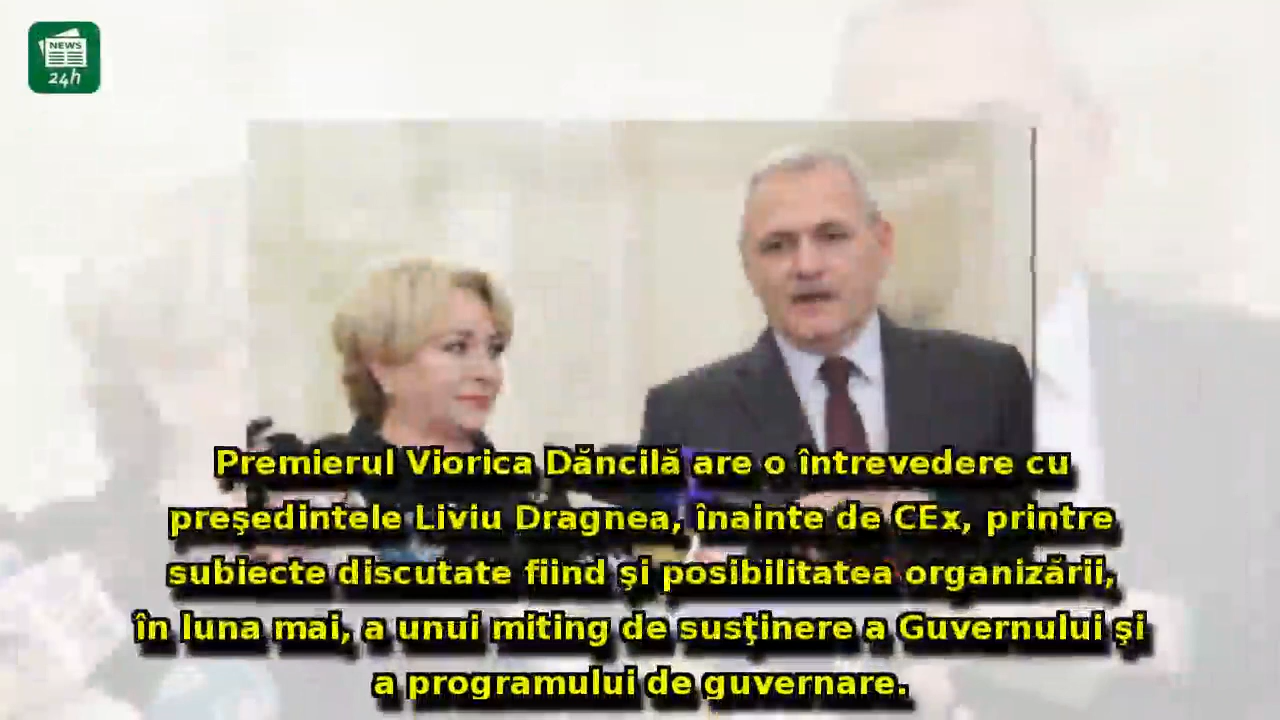 NEWS
24h
Premierul Viorica Dăncilă are o întrevedere cu
preşedintele Liviu Dragnea, înainte de CEx, printre
subiecte discutate fiind şi posibilitatea organizării,
în luna mai, a unui miting de susţinere a Guvernului şi
a programului de guvernare.